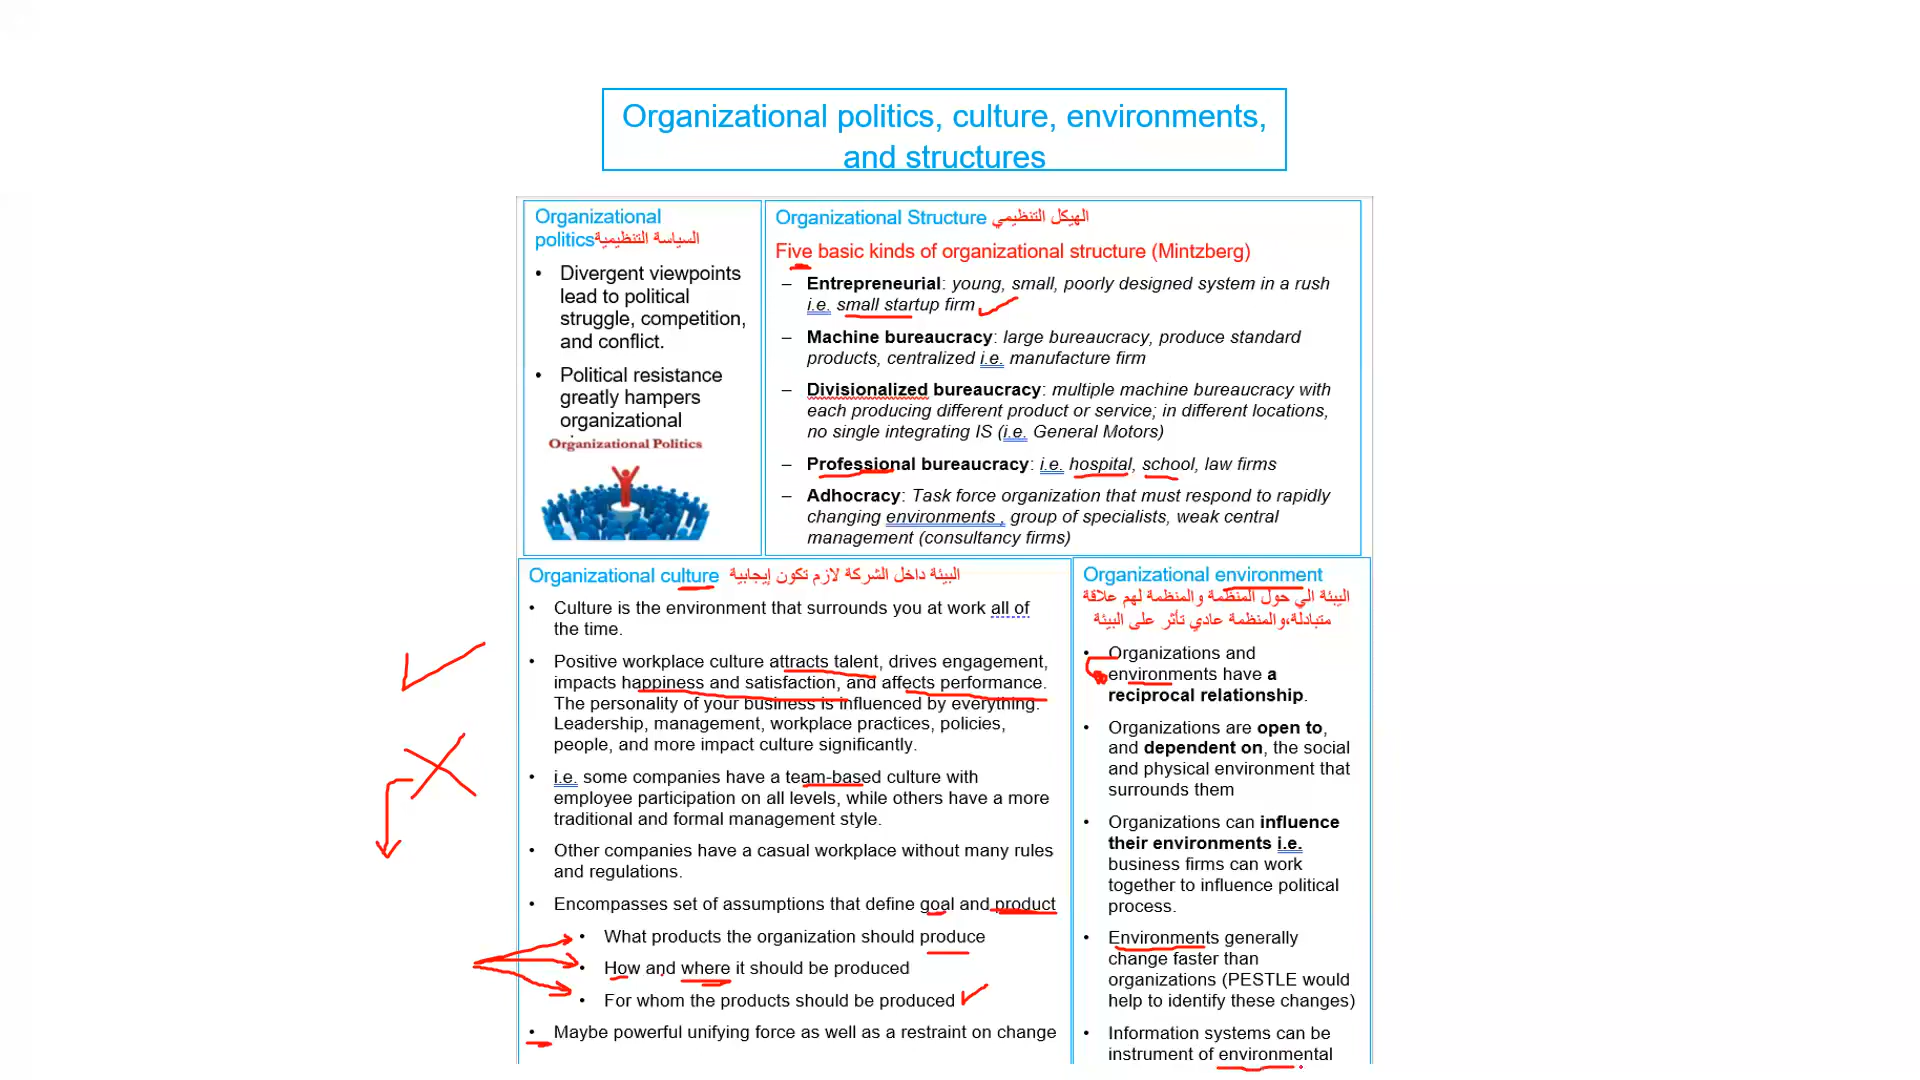 Organizational politics, culture, environments,
and structures
Organizational
politics السياسة التنظيمية
• Divergent viewpoints
lead to political
struggle, competition,
and conflict.
• Political resistance
greatly hampers
organizational
Organizational Politics
Organizational Structure الهيكل التنظيمي
Five basic kinds of organizational structure (Mintzberg)
– Entrepreneurial: young, small, poorly designed system in a rush
i.e. small startup firm
– Machine bureaucracy: large bureaucracy, produce standard
products, centralized i.e. manufacture firm
– Divisionalized bureaucracy: multiple machine bureaucracy with
each producing different product or service; in different locations,
no single integrating IS (i.e. General Motors)
– Professional bureaucracy: i.e. hospital, school, law firms
– Adhocracy: Task force organization that must respond to rapidly
changing environments , group of specialists, weak central
management (consultancy firms)
Organizational culture البيئة داخل الشركة لازم تكون إيجابية
• Culture is the environment that surrounds you at work all of
the time.
• Positive workplace culture attracts talent, drives engagement,
impacts happiness and satisfaction, and affects performance.
The personality of your business is influenced by everything.
Leadership, management, workplace practices, policies,
people, and more impact culture significantly.
• i.e. some companies have a team-based culture with
employee participation on all levels, while others have a more
traditional and formal management style.
• Other companies have a casual workplace without many rules
and regulations.
• Encompasses set of assumptions that define goal and product
• What products the organization should produce
• How and where it should be produced
• For whom the products should be produced
• Maybe powerful unifying force as well as a restraint on change
Organizational environment
البيئة الي حول المنظمة والمنظمة لهم علاقة
متبادلة،والمنظمة عادي تأثر على البيئة
• Organizations and
environments have a
reciprocal relationship.
• Organizations are open to,
and dependent on, the social
and physical environment that
surrounds them
• Organizations can influence
their environments i.e.
business firms can work
together to influence political
process.
• Environments generally
change faster than
organizations (PESTLE would
help to identify these changes)
• Information systems can be
instrument of environmental